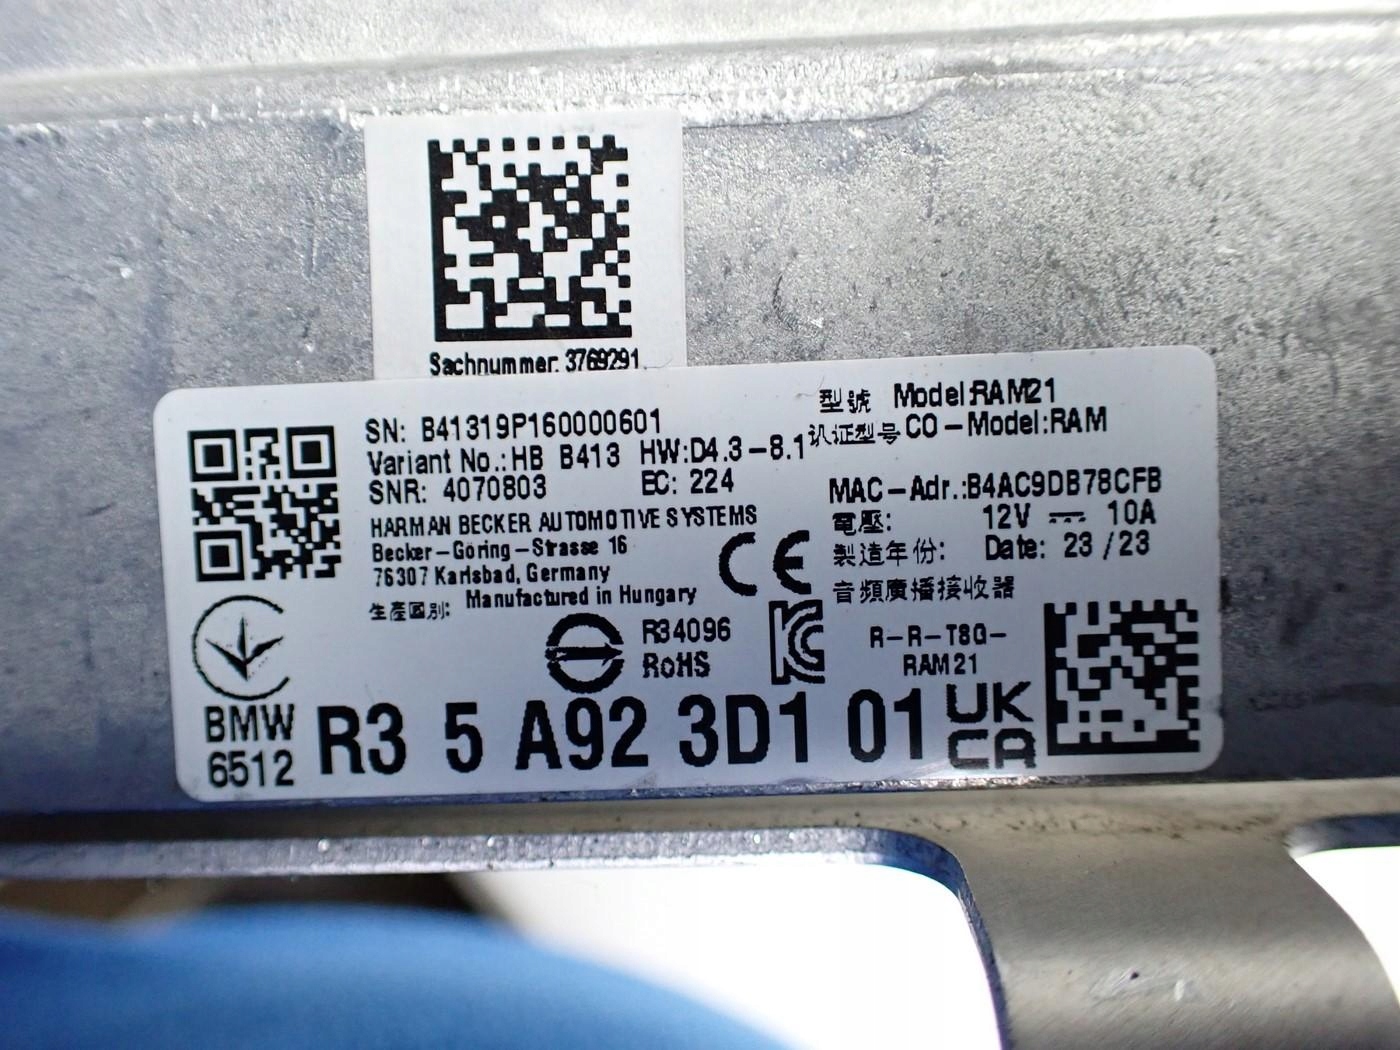 Sachnummer: 3769291
SN: B41319P160000601
Variant No.:HB B413 HW:D4.3-8.1
SNR: 4070803 EC: 224
HARMAN BECKER AUTOMOTIVE SYSTEMS
Becker-Göring-Strasse 16
76307 Karlsbad, Germany
生產國別: Manufactured in Hungary
型號 Model:RAM21
认证型号 CO-Model:RAM
MAC-Adr.:B4AC9DB78CFB
電壓: 12V 10A
製造年份: Date: 23/23
音頻廣播接收器
R34096
RoHS
R-R-T8G-
RAM21
CE
KC
UK
CA
BMW
6512
R3 5 A92 3D1 01